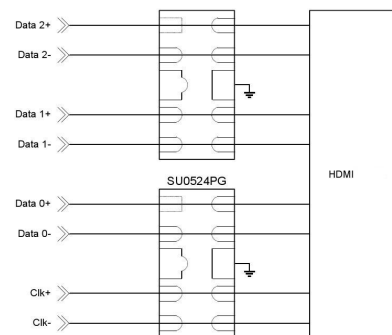 Data 2+
Data 2-
Data 1+
Data 1-
HDMI
SU0524PG
Data 0+
Data 0-
Clk+
Clk-